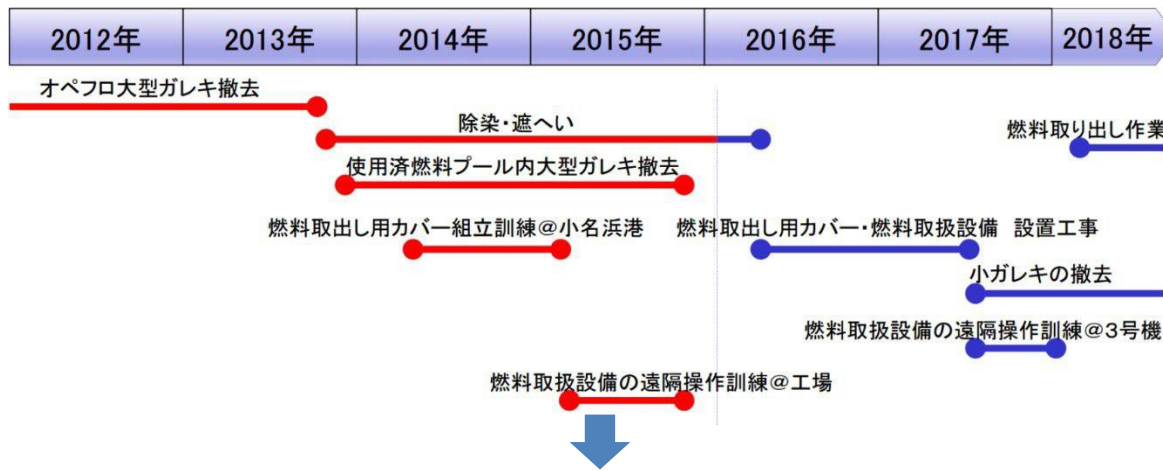 2012年 2013年 2014年 2015年 2016年 2017年 2018年
オペフロ大型ガレキ撤去
除染・遮へい
燃料取り出し作業
使用済燃料プール内大型ガレキ撤去
燃料取出し用カバー組立訓練＠小名浜港
燃料取出し用カバー・燃料取扱設備 設置工事
小ガレキの撤去
燃料取扱設備の遠隔操作訓練＠3号機
燃料取扱設備の遠隔操作訓練＠工場